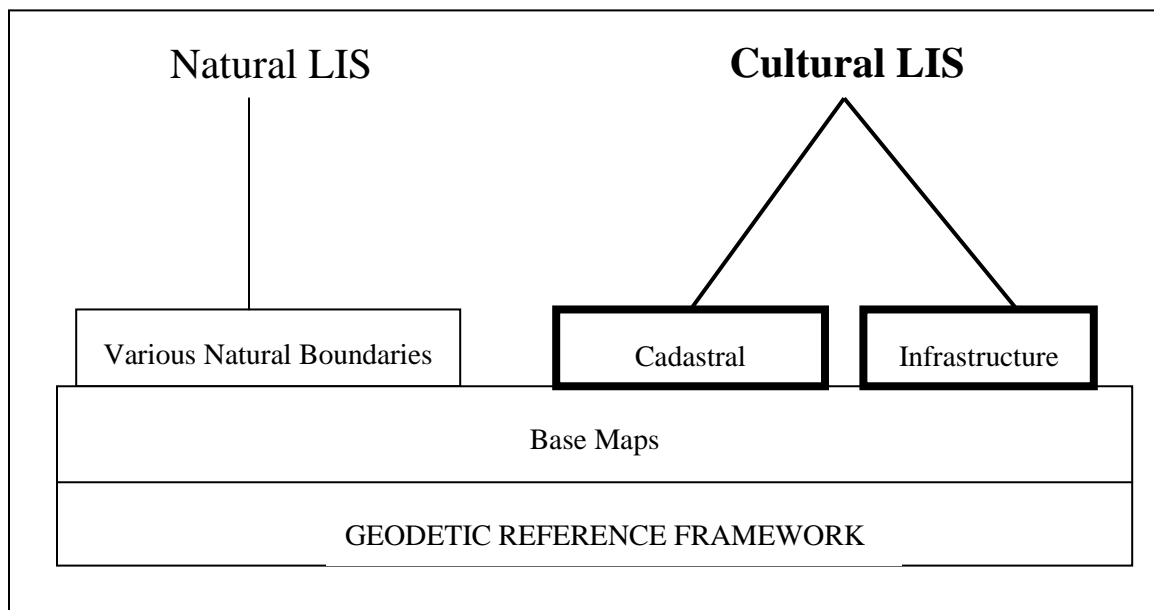 Natural LIS
Cultural LIS
Various Natural Boundaries
Cadastral
Infrastructure
Base Maps
GEODETIC REFERENCE FRAMEWORK